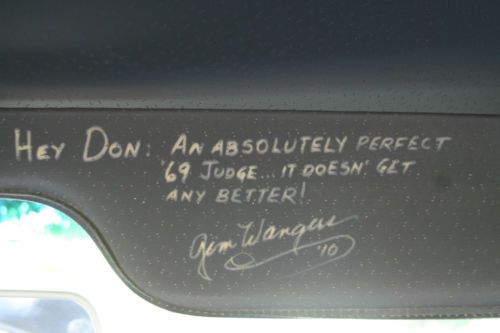 HEY DON: AN ABSOLUTELY PERFECT
'69 JUDGE... IT DOESN' GET
ANY BETTER!
Jim Wangers
'10